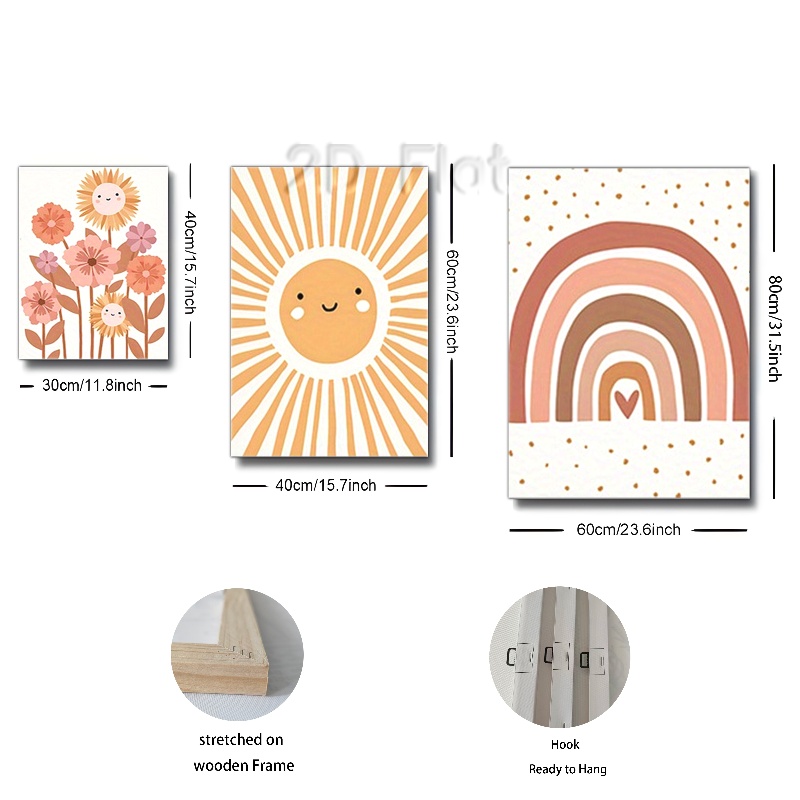 2D Flat
40cm/15.7inch
30cm/11.8inch
60cm/23.6inch
40cm/15.7inch
80cm/31.5inch
60cm/23.6inch
stretched on
wooden Frame
Hook
Ready to Hang